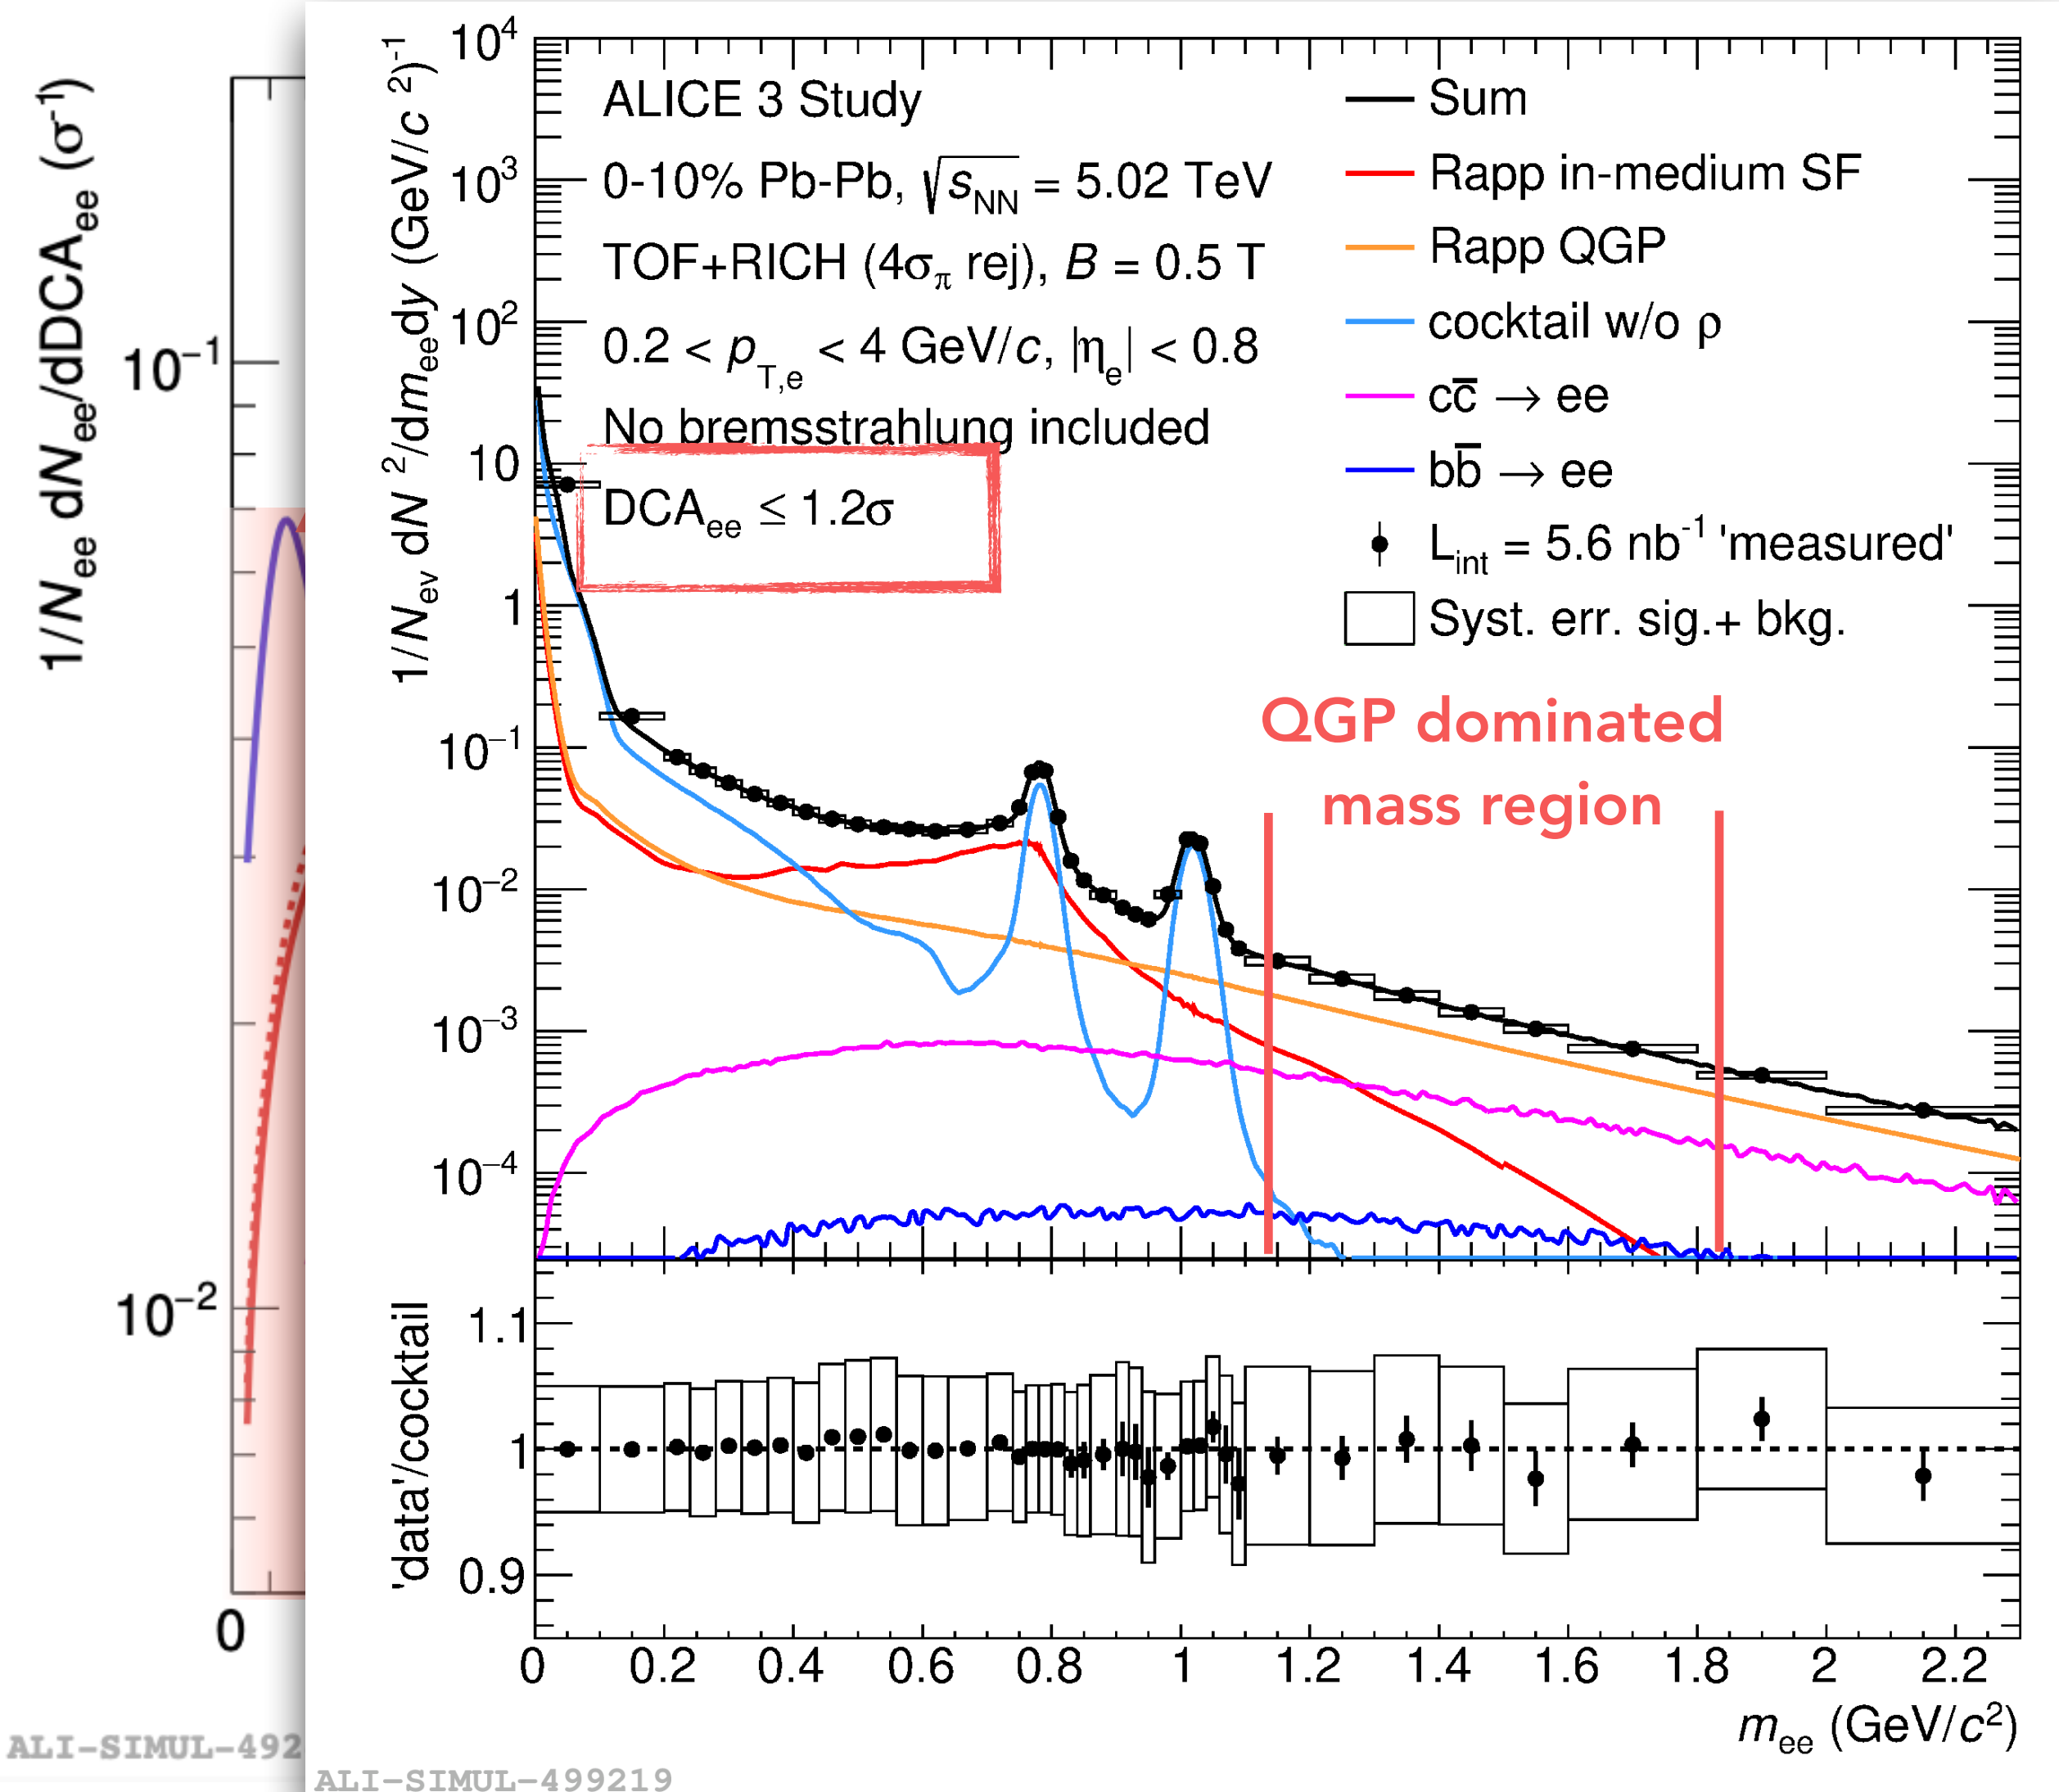 1/Nee dNee/dDCAee (σ-1)
10−1
10−2
0
ALI-SIMUL-492
1/Nev dN 2/dmeedy (GeV/c 2)-1
104
103
102
10
1
10−1
10−2
10−3
10−4
ALICE 3 Study
0-10% Pb-Pb, √sNN = 5.02 TeV
TOF+RICH (4σπ rej), B = 0.5 T
0.2 < pT,e < 4 GeV/c, |ηe| < 0.8
No bremsstrahlung included
DCAee ≤ 1.2σ
Sum
Rapp in-medium SF
Rapp QGP
cocktail w/o ρ
cc̄ → ee
bb̄ → ee
Lint = 5.6 nb-1 'measured'
Syst. err. sig.+ bkg.
QGP dominated
mass region
'data'/cocktail
1.1
1
0.9
0 0.2 0.4 0.6 0.8 1 1.2 1.4 1.6 1.8 2 2.2
mee (GeV/c2)
ALI-SIMUL-499219